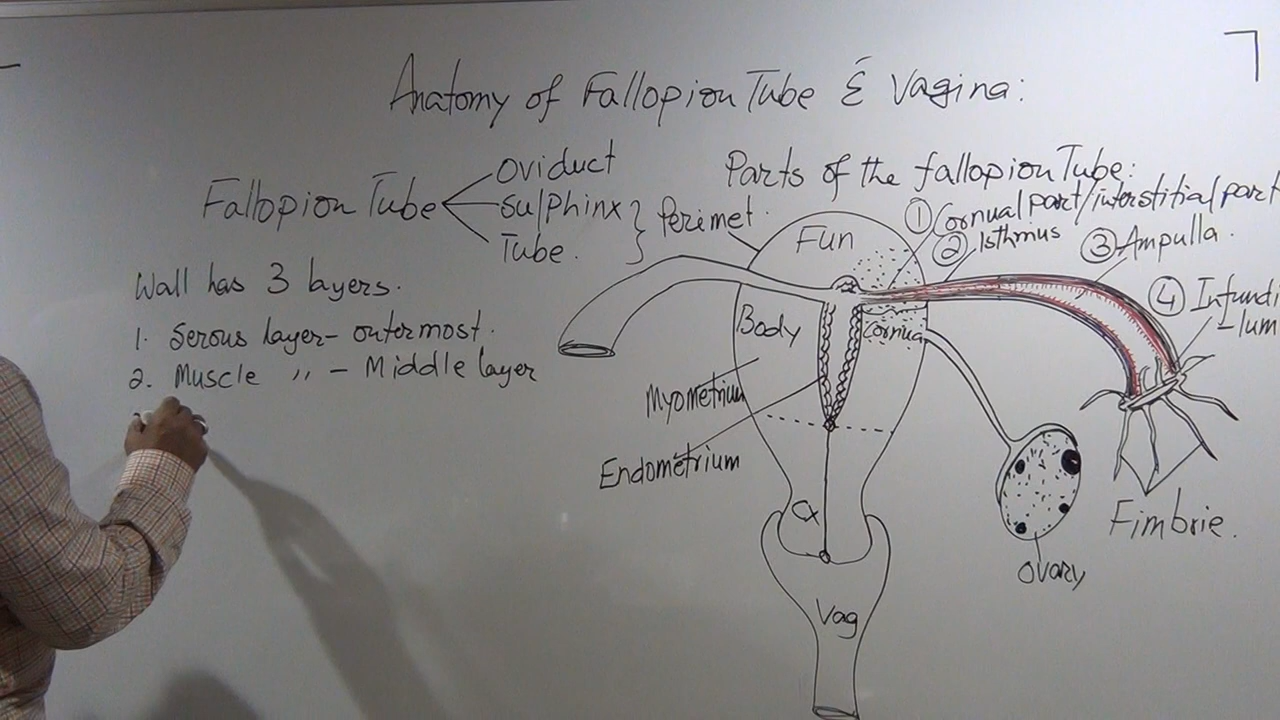 Anatomy of Fallopion Tube & Vagina:
Fallopion Tube
Oviduct
Sulphinx
Tube.
Perimet.
Wall has 3 layers.
1. Serous layer- outermost.
2. Muscle ,, - Middle layer
Parts of the fallopion Tube:
① Cornual part/interstitial part
② Isthmus
③ Ampulla.
④ Infundi
-lum
Fun
Body
Cornua
Myometrium
Endometrium
Cx
Vag
Ovary
Fimbrie.